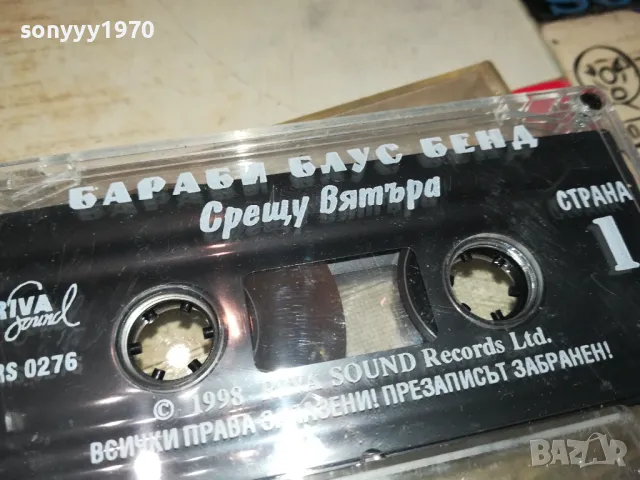 sonyyy1970
БАРАБИ БЛУС БЕНД
Срещу вятъра
СТРАНА
1
RIVA
Sound
RS 0276
© 1998 RIVA SOUND Records Ltd.
ВСИЧКИ ПРАВА ЗАПАЗЕНИ! ПРЕЗАПИСЪТ ЗАБРАНЕН!
BAZAR